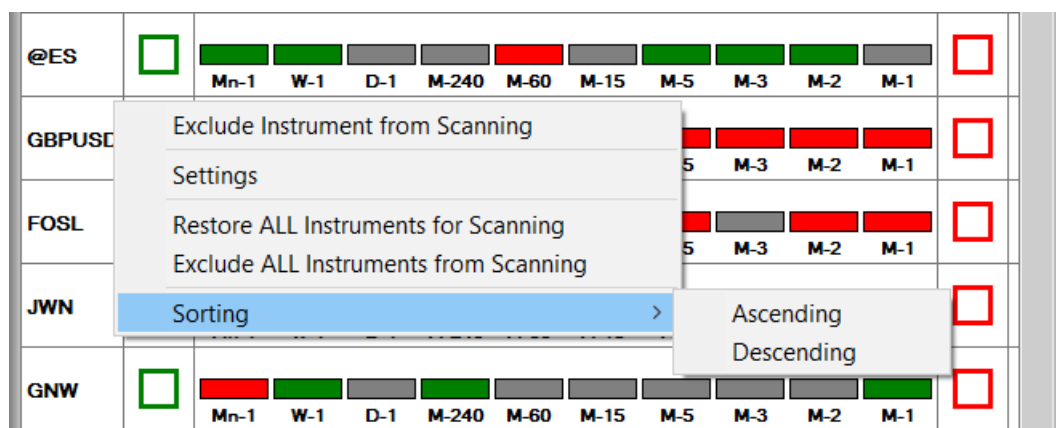 @ES
Mn-1 W-1 D-1 M-240 M-60 M-15 M-5 M-3 M-2 M-1
Exclude Instrument from Scanning
GBPUSD
5 M-3 M-2 M-1
Settings
Restore ALL Instruments for Scanning
FOSL
5 M-3 M-2 M-1
Exclude ALL Instruments from Scanning
JWN
Sorting >
Ascending
Descending
GNW
Mn-1 W-1 D-1 M-240 M-60 M-15 M-5 M-3 M-2 M-1